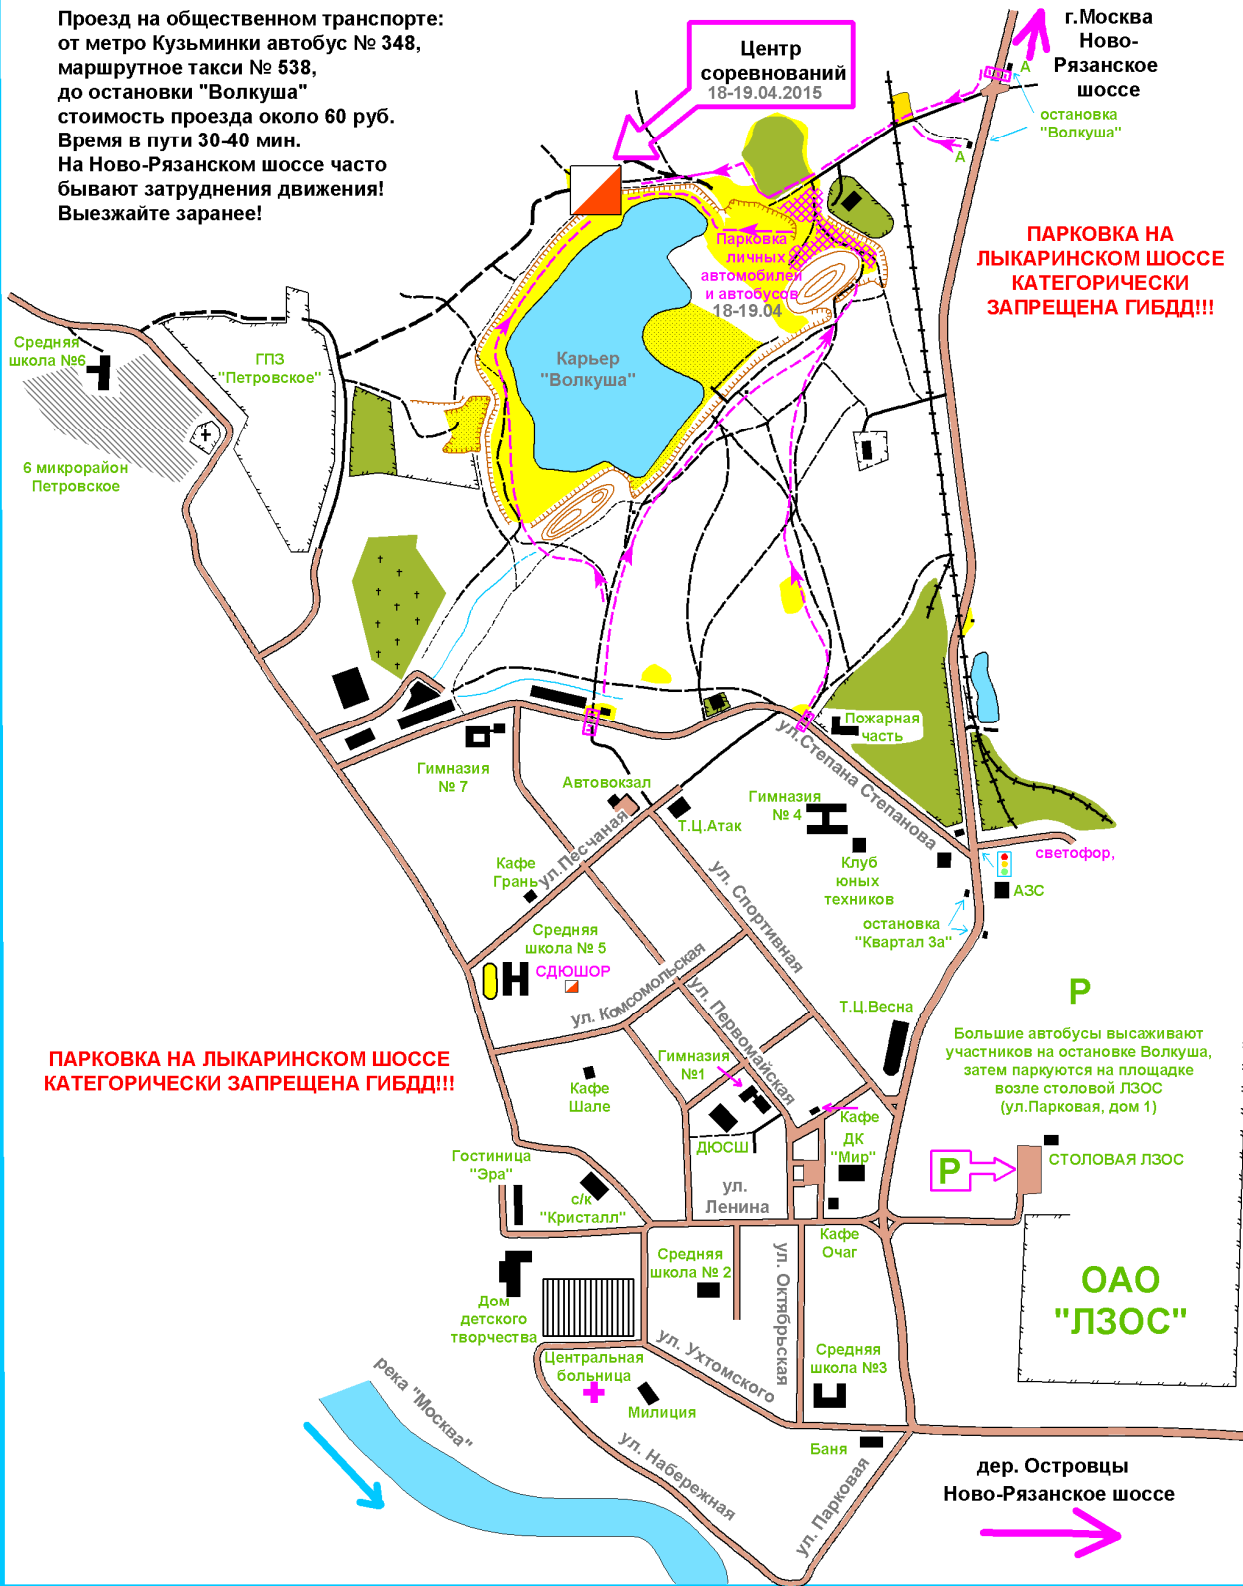 Проезд на общественном транспорте:
от метро Кузьминки автобус № 348,
маршрутное такси № 538,
до остановки "Волкуша"
стоимость проезда около 60 руб.
Время в пути 30-40 мин.
На Ново-Рязанском шоссе часто
бывают затруднения движения!
Выезжайте заранее!
Центр
соревнований
18-19.04.2015
г.Москва
Ново-
Рязанское
шоссе
А
остановка
"Волкуша"
А
ПАРКОВКА НА
ЛЫКАРИНСКОМ ШОССЕ
КАТЕГОРИЧЕСКИ
ЗАПРЕЩЕНА ГИБДД!!!
Парковка
личных
автомобилей
и автобусов
18-19.04
Карьер
"Волкуша"
Средняя
школа №6
ГПЗ
"Петровское"
6 микрорайон
Петровское
Пожарная
часть
ул.Степана Степанова
Гимназия
№ 7
Автовокзал
Т.Ц.Атак
Гимназия
№ 4
ул.Песчаная
Кафе
Грань
Клуб
юных
техников
светофор,
АЗС
остановка
"Квартал 3а"
ул. Спортивная
Средняя
школа № 5
СДЮШОР
ул. Комсомольская
ул. Первомайская
Т.Ц.Весна
Р
Большие автобусы высаживают
участников на остановке Волкуша,
затем паркуются на площадке
возле столовой ЛЗОС
(ул.Парковая, дом 1)
ПАРКОВКА НА ЛЫКАРИНСКОМ ШОССЕ
КАТЕГОРИЧЕСКИ ЗАПРЕЩЕНА ГИБДД!!!
Гимназия
№1
Кафе
Шале
Кафе
ДК
"Мир"
ДЮСШ
Гостиница
"Эра"
с/к
"Кристалл"
ул.
Ленина
Р
СТОЛОВАЯ ЛЗОС
Кафе
Очаг
Средняя
школа № 2
ул. Октябрьская
ОАО
"ЛЗОС"
Дом
детского
творчества
ул. Ухтомского
Центральная
больница
Милиция
Средняя
школа №3
река "Москва"
ул. Набережная
Баня
ул. Парковая
дер. Островцы
Ново-Рязанское шоссе